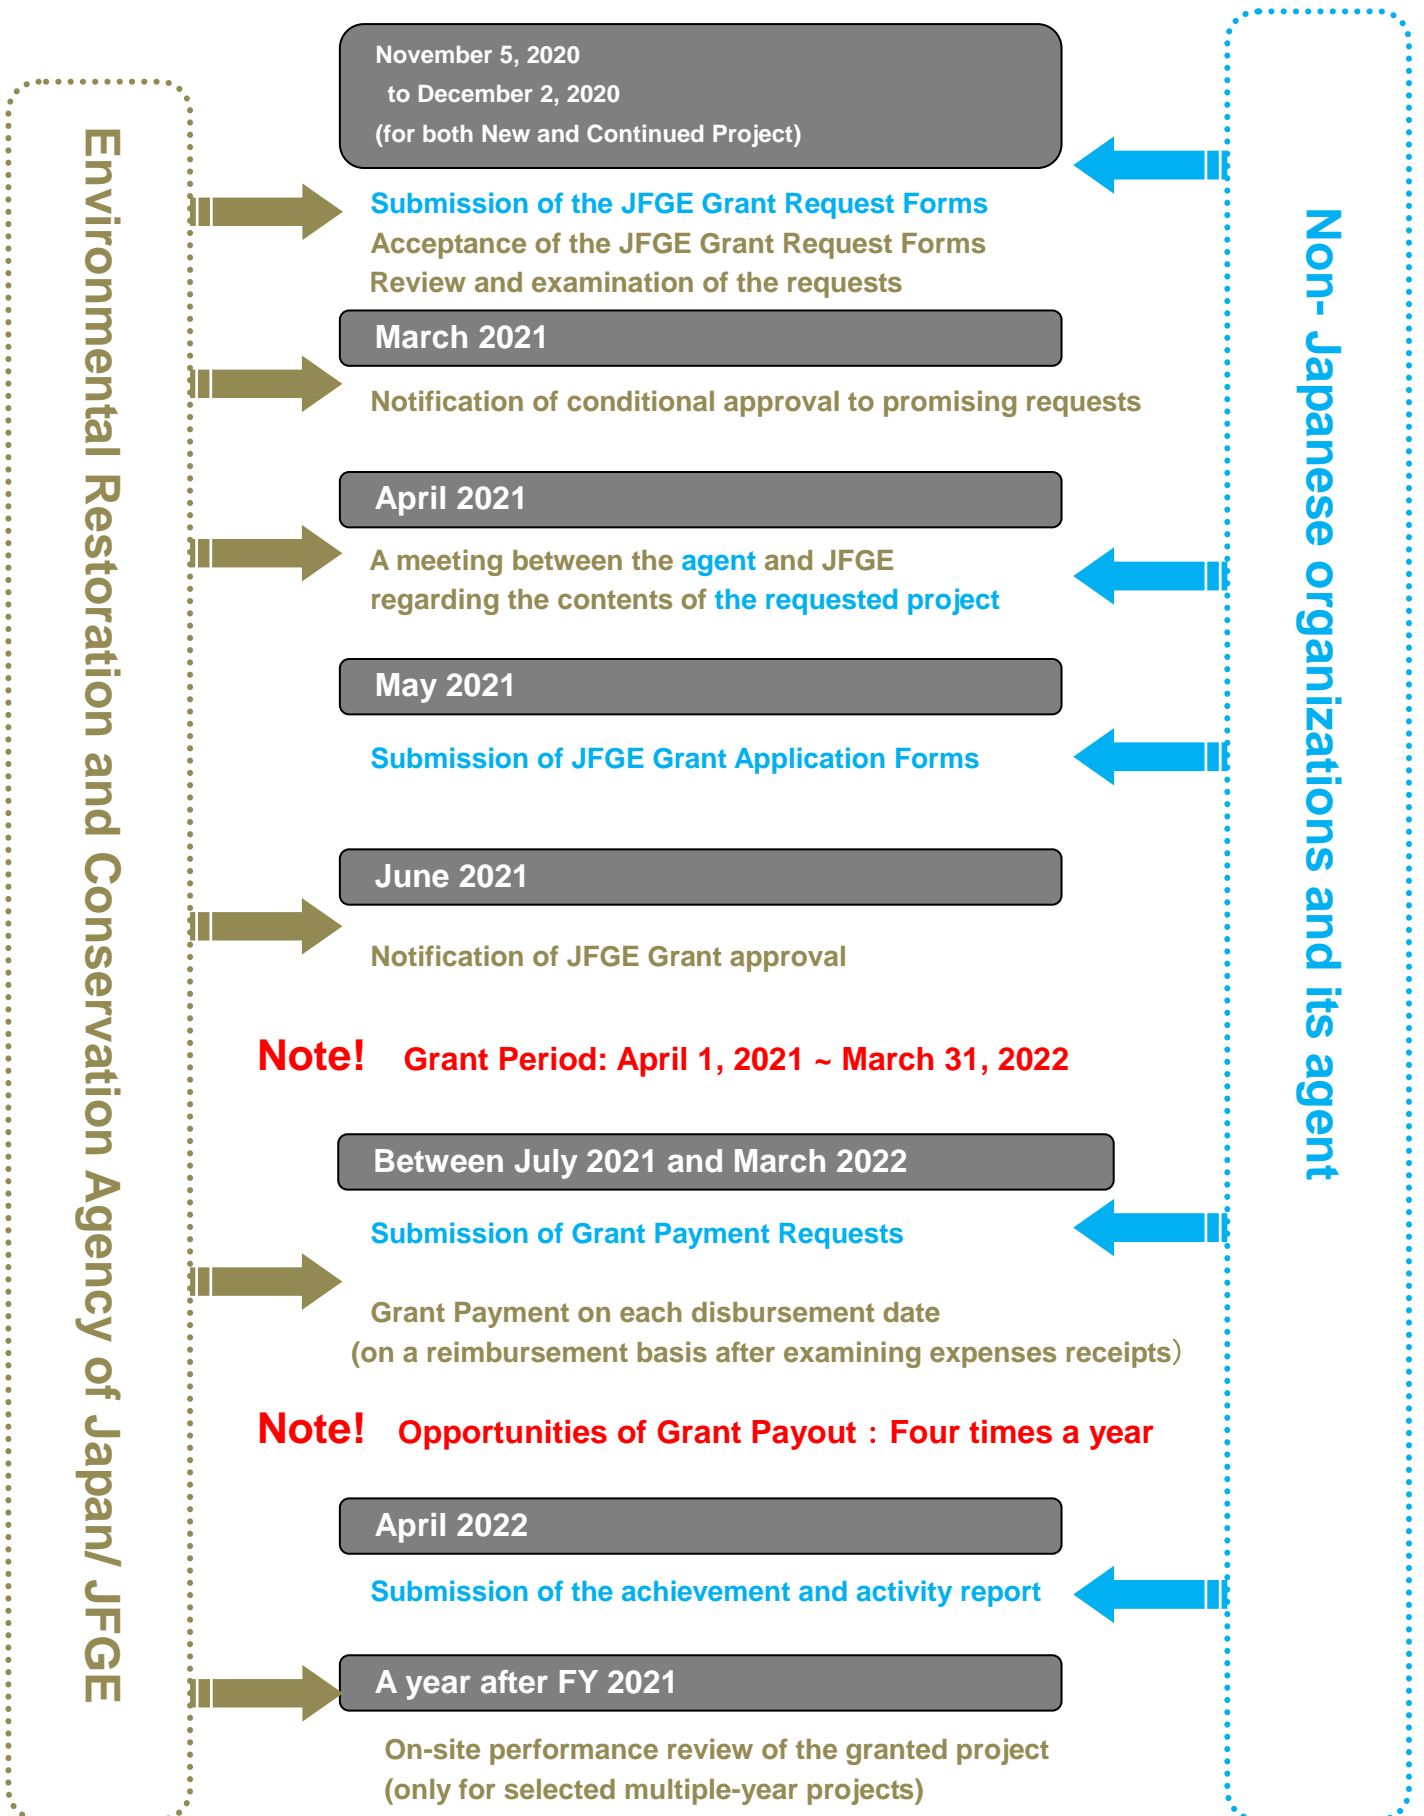 November 5, 2020
to December 2, 2020
(for both New and Continued Project)
Submission of the JFGE Grant Request Forms
Acceptance of the JFGE Grant Request Forms
Review and examination of the requests
March 2021
Notification of conditional approval to promising requests
April 2021
A meeting between the agent and JFGE
regarding the contents of the requested project
May 2021
Submission of JFGE Grant Application Forms
June 2021
Notification of JFGE Grant approval
Note! Grant Period: April 1, 2021 ~ March 31, 2022
Between July 2021 and March 2022
Submission of Grant Payment Requests
Grant Payment on each disbursement date
(on a reimbursement basis after examining expenses receipts）
Note! Opportunities of Grant Payout：Four times a year
April 2022
Submission of the achievement and activity report
A year after FY 2021
On-site performance review of the granted project
(only for selected multiple-year projects)
Environmental Restoration and Conservation Agency of Japan/ JFGE
Non- Japanese organizations and its agent